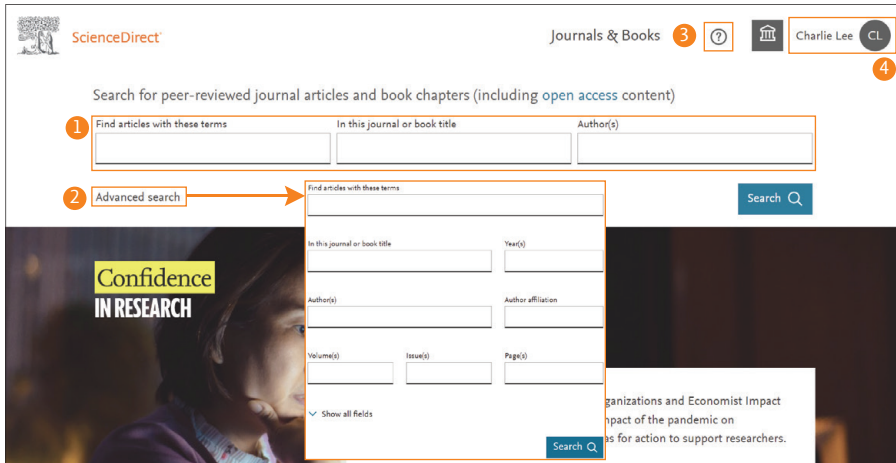 ScienceDirect
Journals & Books
3
?
Charlie Lee
CL
4
Search for peer-reviewed journal articles and book chapters (including open access content)
1
Find articles with these terms
In this journal or book title
Author(s)
2
Advanced search
Search
Find articles with these terms
In this journal or book title
Year(s)
Author(s)
Author affiliation
Volume(s)
Issue(s)
Page(s)
Show all fields
Search
Confidence
IN RESEARCH
ganizations and Economist Impact
pact of the pandemic on
as for action to support researchers.